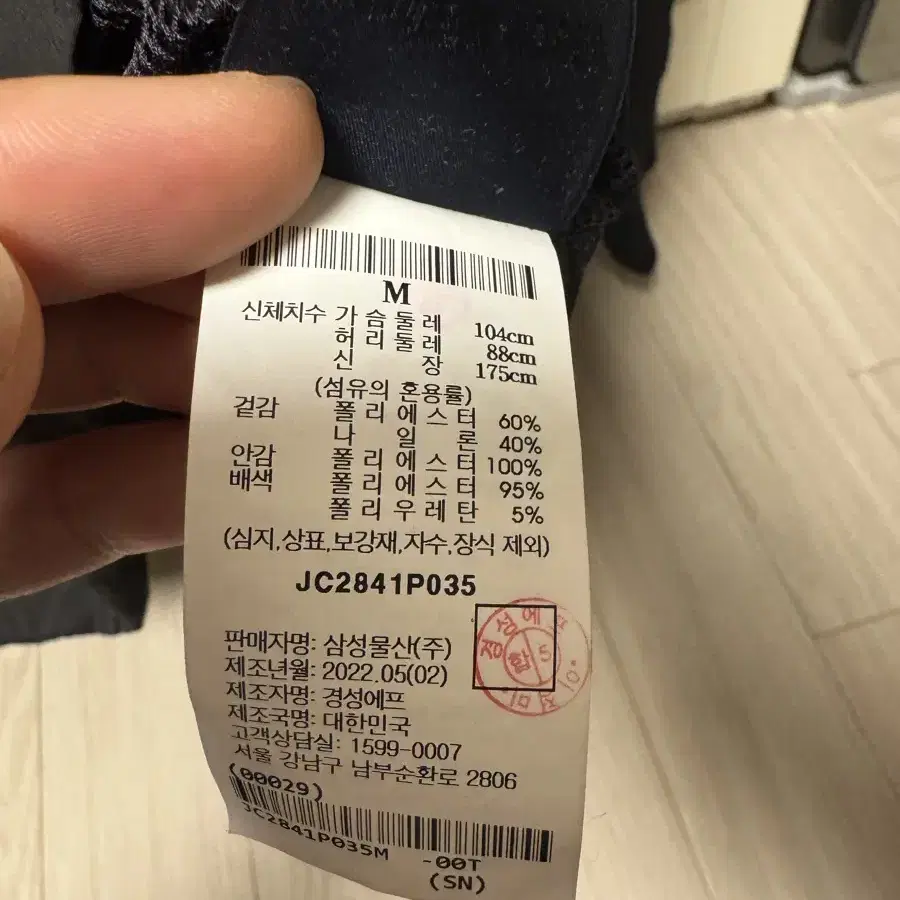 M
신체치수 가슴둘레 104cm
허리둘레 88cm
신장 175cm
(섬유의 혼용률)
겉감 폴리에스터 60%
나일론 40%
안감 폴리에스터 100%
배색 폴리에스터 95%
폴리우레탄 5%
(심지,상표,보강재,자수,장식 제외)
JC2841P035
경성에프
합 5
판매자명: 삼성물산(주)
제조년월: 2022.05(02)
제조자명: 경성에프
제조국명: 대한민국
고객상담실: 1599-0007
서울 강남구 남부순환로 2806
(00029)
JC2841P035M -00T
(SN)